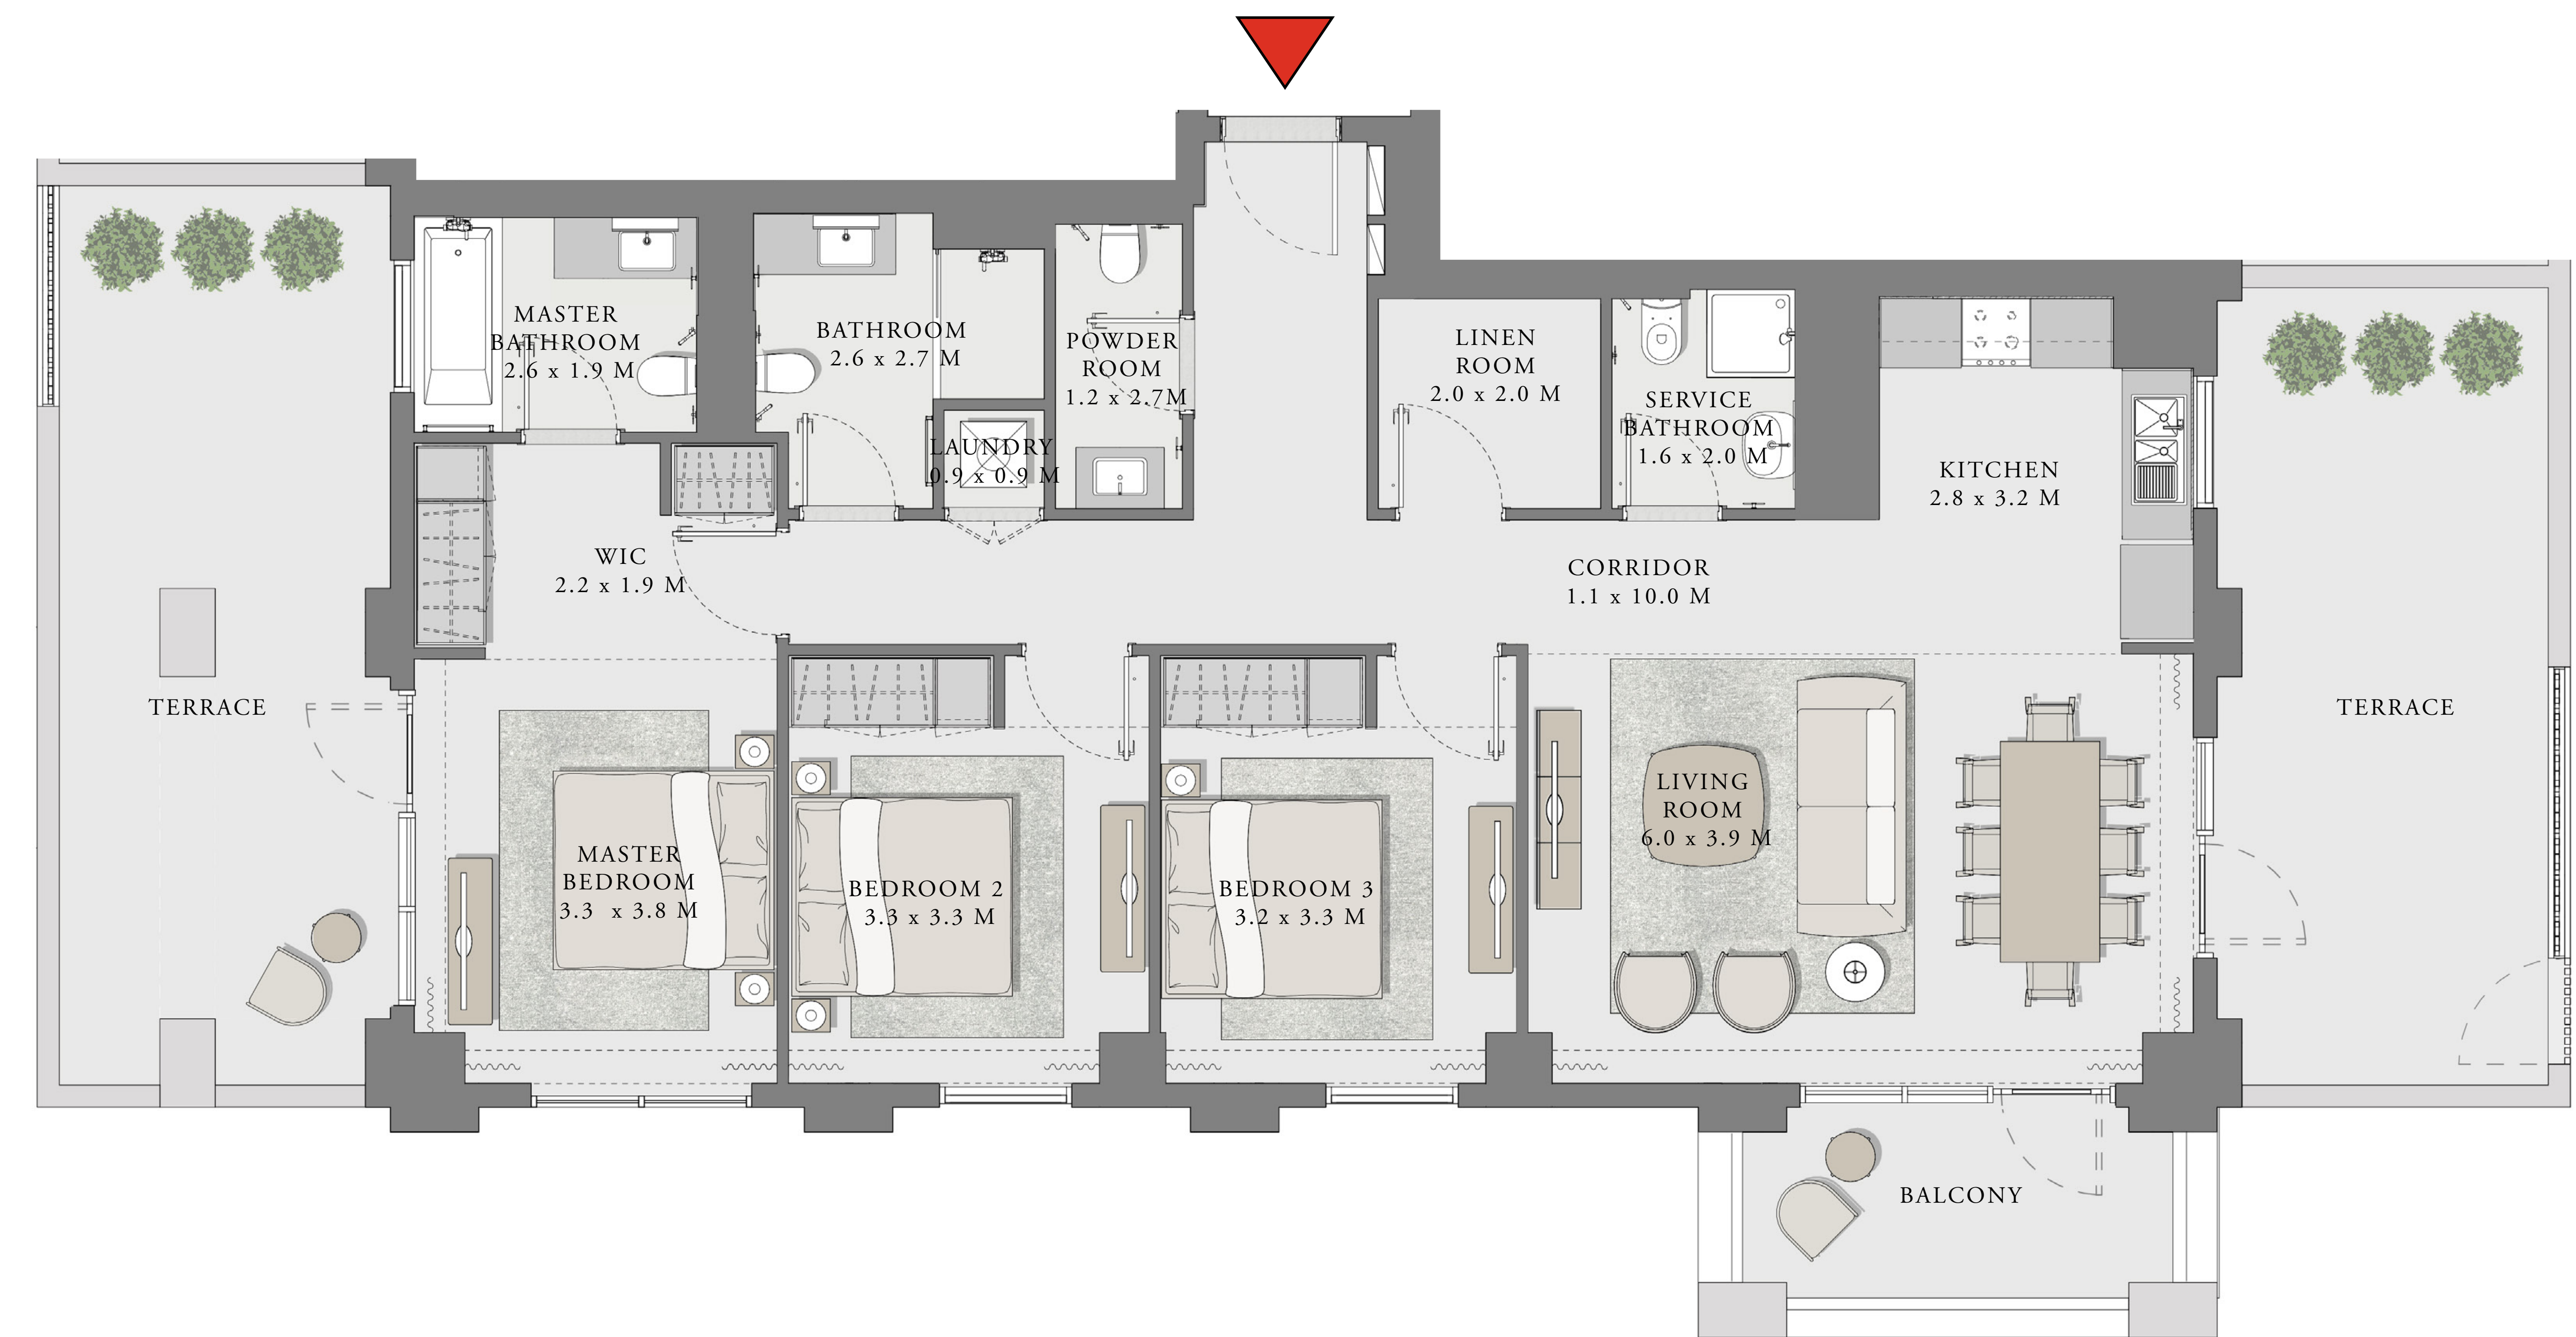 MASTER
BATHROOM
2.6 x 1.9 M
BATHROOM
2.6 x 2.7 M
POWDER
ROOM
1.2 x 2.7M
LINEN
ROOM
2.0 x 2.0 M
SERVICE
BATHROOM
1.6 x 2.0 M
LAUNDRY
0.9 x 0.9 M
KITCHEN
2.8 x 3.2 M
WIC
2.2 x 1.9 M
CORRIDOR
1.1 x 10.0 M
TERRACE
TERRACE
MASTER
BEDROOM
3.3 x 3.8 M
BEDROOM 2
3.3 x 3.3 M
BEDROOM 3
3.2 x 3.3 M
LIVING
ROOM
6.0 x 3.9 M
BALCONY